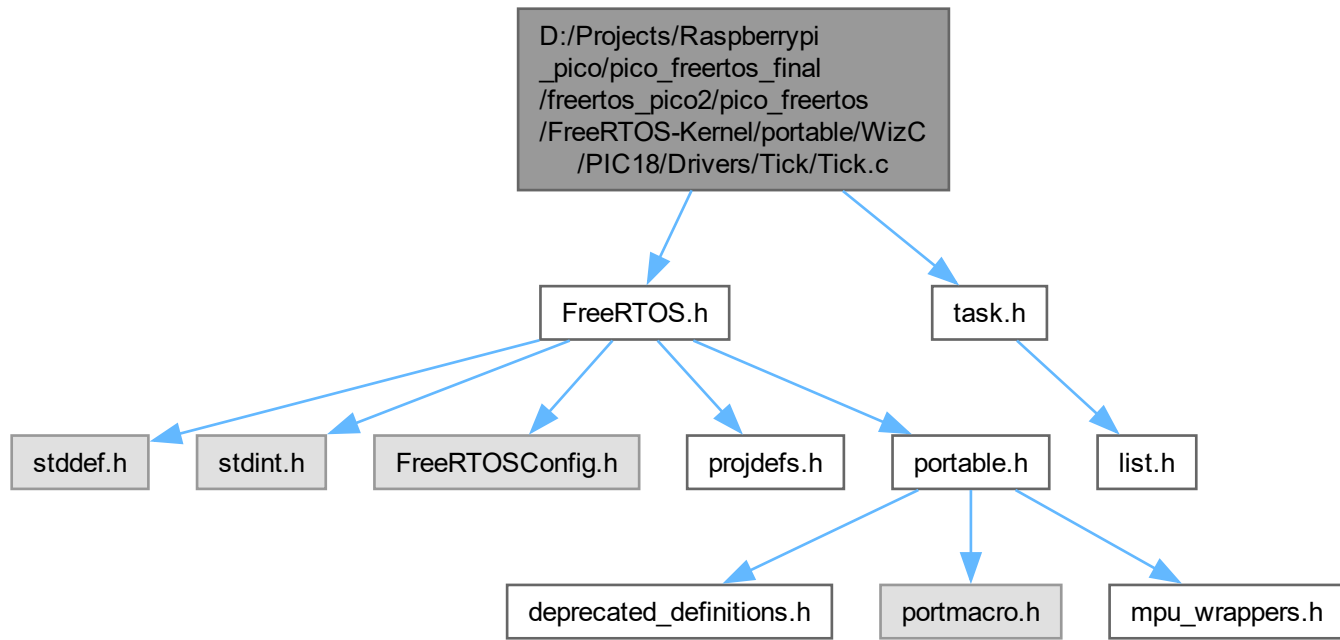 D:/Projects/Raspberrypi
_pico/pico_freertos_final
/freertos_pico2/pico_freertos
/FreeRTOS-Kernel/portable/WizC
/PIC18/Drivers/Tick/Tick.c
FreeRTOS.h
task.h
stddef.h
stdint.h
FreeRTOSConfig.h
projdefs.h
portable.h
list.h
deprecated_definitions.h
portmacro.h
mpu_wrappers.h